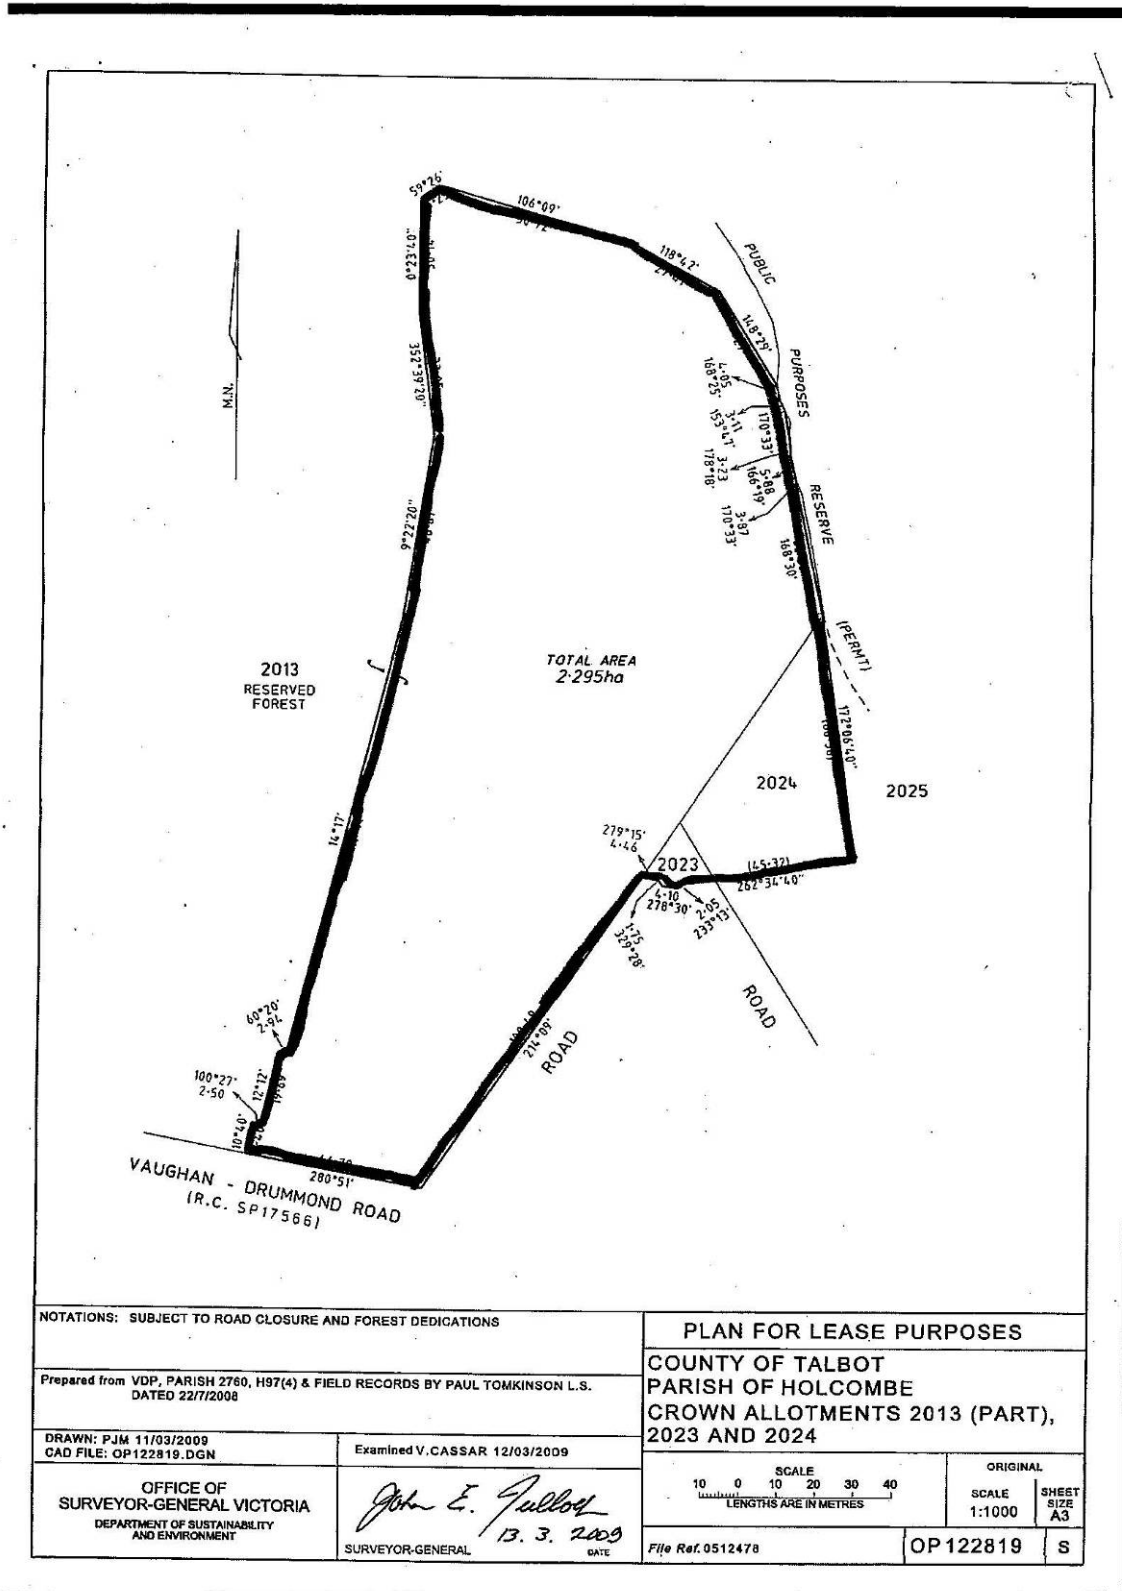 59°26'
106°09'
118°42'
0°23'40"
PUBLIC
148°29'
352°39'20"
4·05
168°25'
PURPOSES
3·11
153°47'
170°33'
3·23
178°18'
5·88
166°19'
RESERVE
3·87
170°33'
9°22'20"
168°30'
(PERMT)
TOTAL AREA
2·295ha
2013
RESERVED
FOREST
M.N.
172°06'40"
2024
2025
14°17'
279°15'
4·46
2023
(45·37)
262°34'40"
4·10
278°30'
2·05
233°13'
1·75
329°28'
ROAD
214°09'
ROAD
60°20'
2·94
100°27'
2·50
12°12'
19·69
10°40'
280°51'
VAUGHAN - DRUMMOND ROAD
(R.C. SP17566)
NOTATIONS: SUBJECT TO ROAD CLOSURE AND FOREST DEDICATIONS
Prepared from VDP, PARISH 2760, H97(4) & FIELD RECORDS BY PAUL TOMKINSON L.S.
DATED 22/7/2008
DRAWN: PJM 11/03/2009
CAD FILE: OP122819.DGN
Examined V.CASSAR 12/03/2009
OFFICE OF
SURVEYOR-GENERAL VICTORIA
DEPARTMENT OF SUSTAINABILITY
AND ENVIRONMENT
John E. Tulloch
13. 3. 2009
SURVEYOR-GENERAL DATE
PLAN FOR LEASE PURPOSES
COUNTY OF TALBOT
PARISH OF HOLCOMBE
CROWN ALLOTMENTS 2013 (PART),
2023 AND 2024
SCALE
10 0 10 20 30 40
LENGTHS ARE IN METRES
ORIGINAL
SCALE
1:1000
SHEET
SIZE
A3
File Ref. 0512478
OP 122819
S